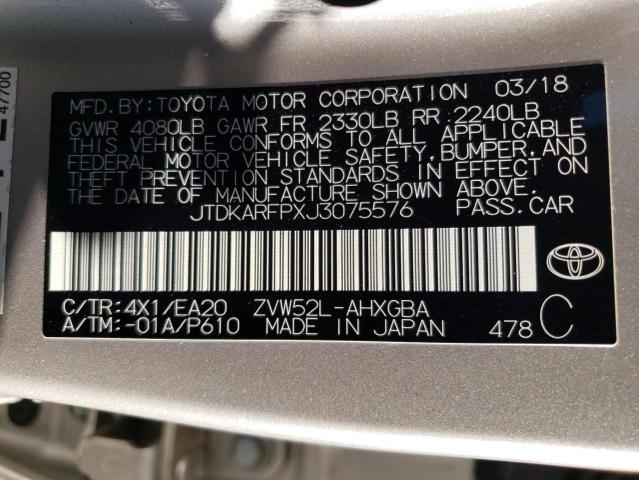 47700
MFD. BY: TOYOTA MOTOR CORPORATION 03/18
GVWR 4080LB GAWR FR 2330LB RR 2240LB
THIS VEHICLE CONFORMS TO ALL APPLICABLE
FEDERAL MOTOR VEHICLE SAFETY, BUMPER, AND
THEFT PREVENTION STANDARDS IN EFFECT ON
THE DATE OF MANUFACTURE SHOWN ABOVE.
JTDKARFPXJ3075576 PASS.CAR
C/TR: 4X1/EA20 ZVW52L-AHXGBA
A/TM: -01A/P610 MADE IN JAPAN 478 C